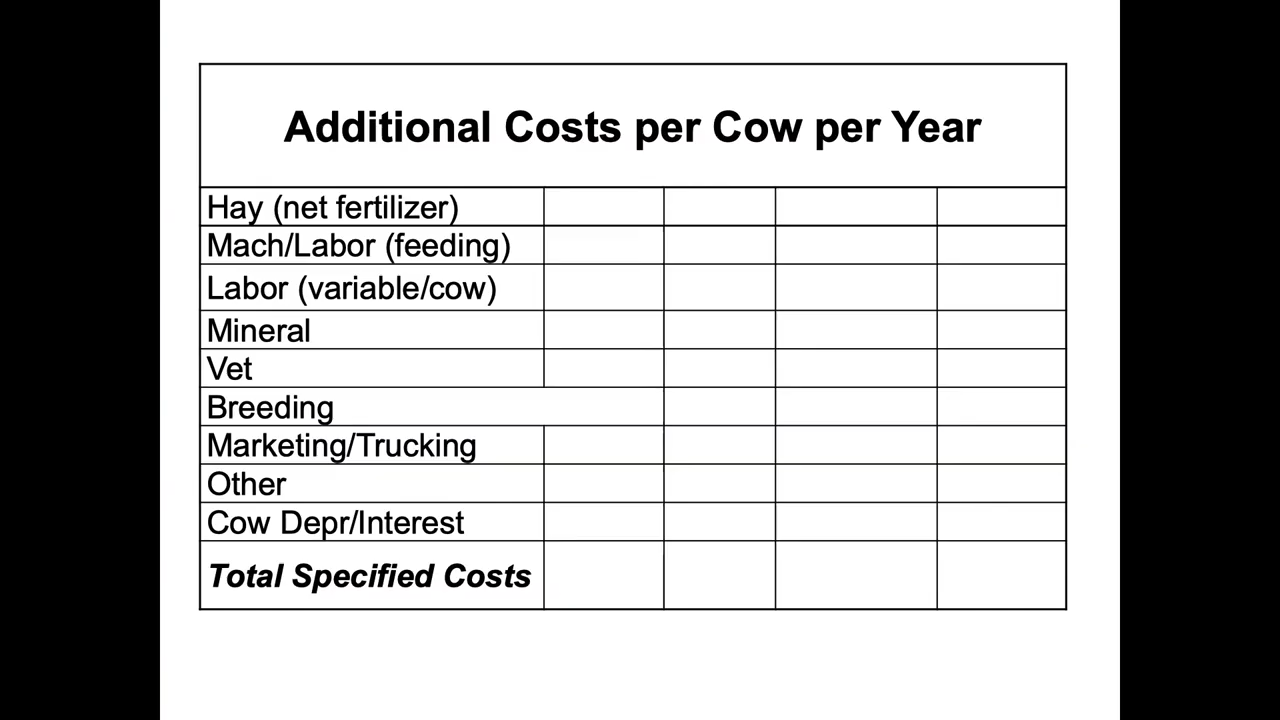 Additional Costs per Cow per Year
Hay (net fertilizer)
Mach/Labor (feeding)
Labor (variable/cow)
Mineral
Vet
Breeding
Marketing/Trucking
Other
Cow Depr/Interest
Total Specified Costs